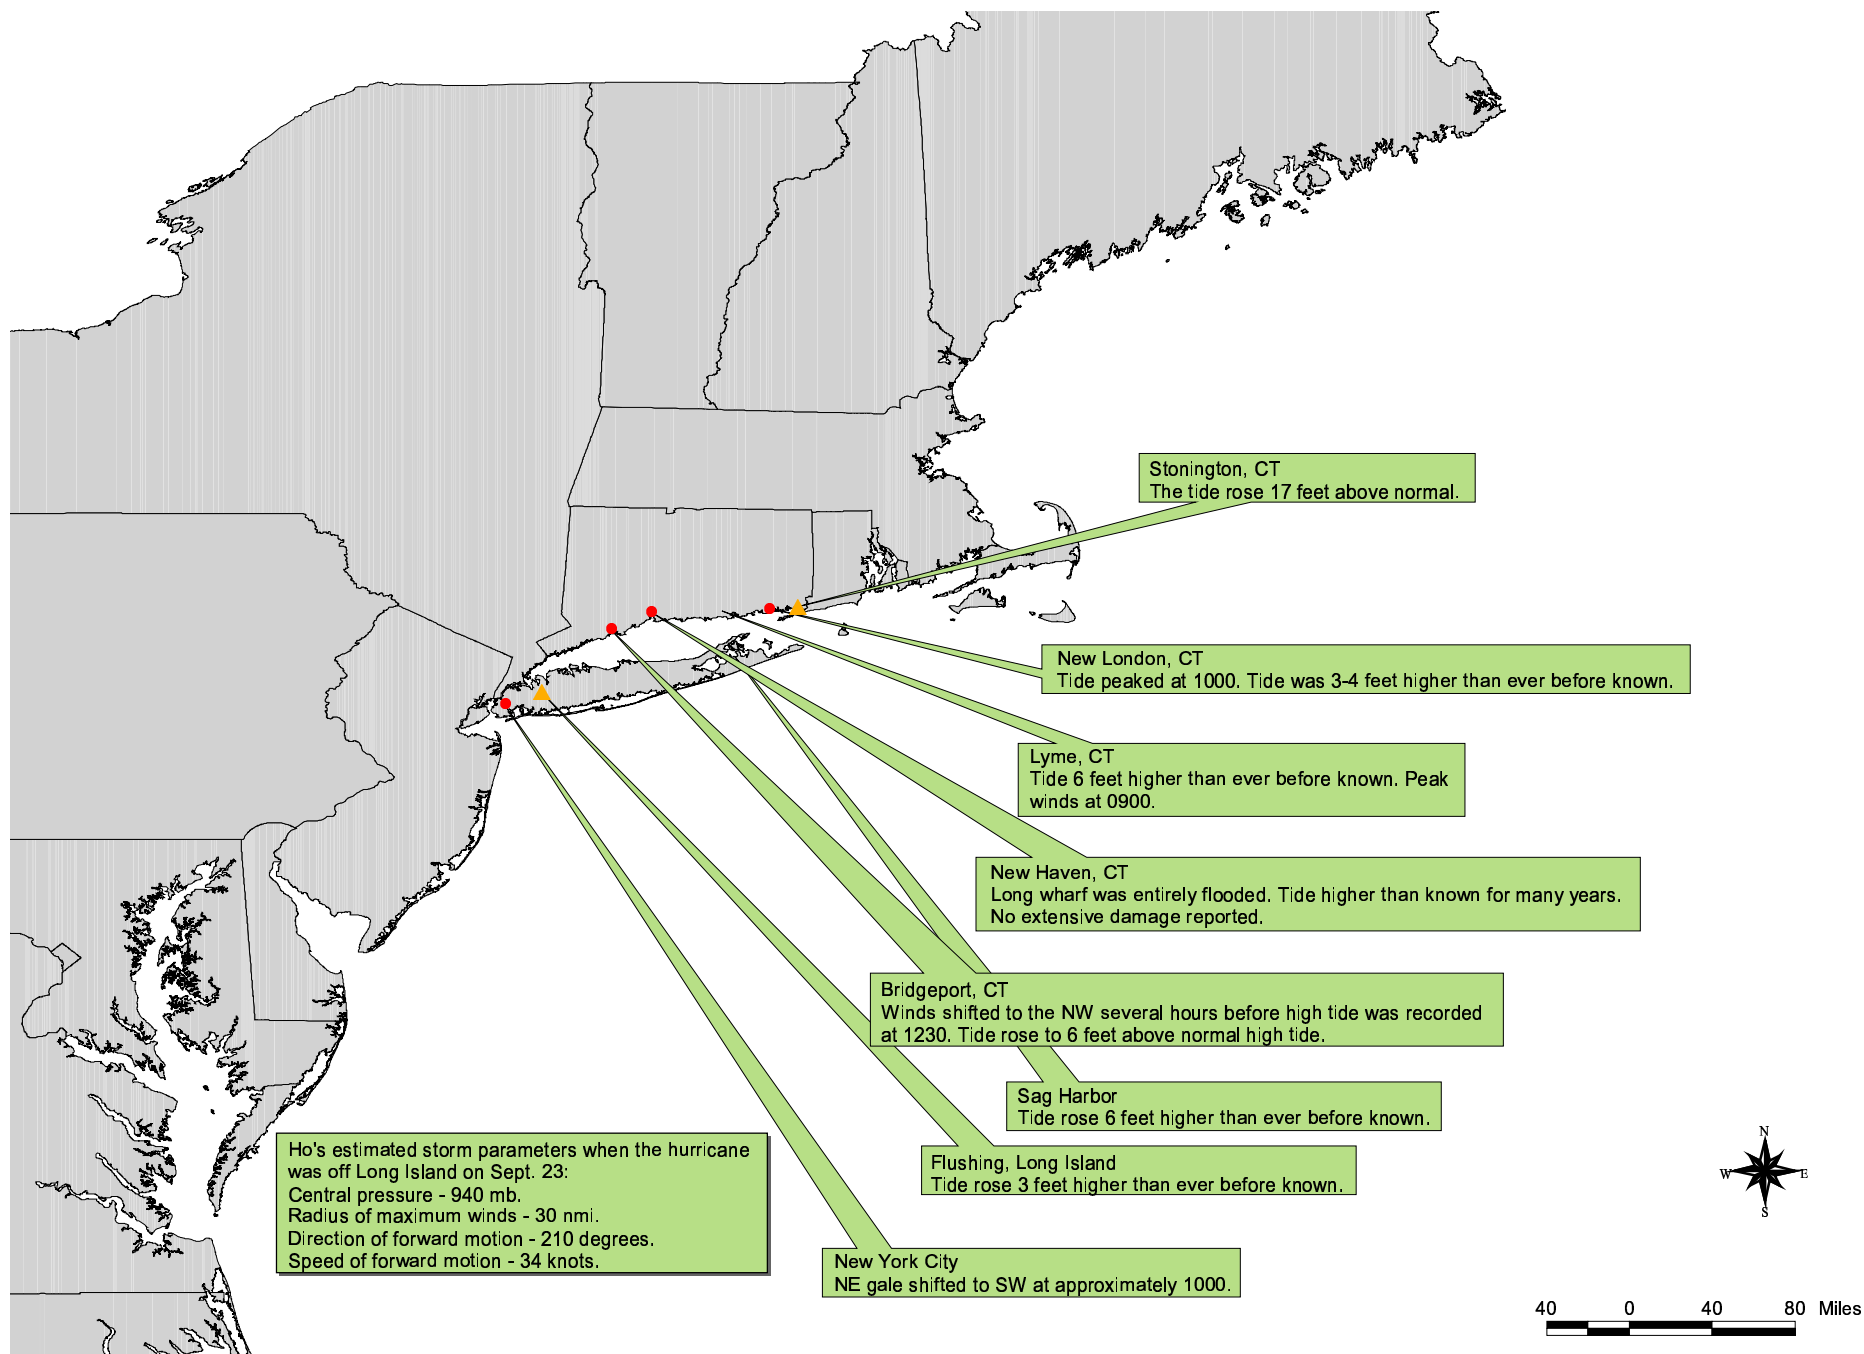 Stonington, CT
The tide rose 17 feet above normal.
New London, CT
Tide peaked at 1000. Tide was 3-4 feet higher than ever before known.
Lyme, CT
Tide 6 feet higher than ever before known. Peak
winds at 0900.
New Haven, CT
Long wharf was entirely flooded. Tide higher than known for many years.
No extensive damage reported.
Bridgeport, CT
Winds shifted to the NW several hours before high tide was recorded
at 1230. Tide rose to 6 feet above normal high tide.
Sag Harbor
Tide rose 6 feet higher than ever before known.
Flushing, Long Island
Tide rose 3 feet higher than ever before known.
New York City
NE gale shifted to SW at approximately 1000.
Ho's estimated storm parameters when the hurricane
was off Long Island on Sept. 23:
Central pressure - 940 mb.
Radius of maximum winds - 30 nmi.
Direction of forward motion - 210 degrees.
Speed of forward motion - 34 knots.
N
W E
S
40 0 40 80 Miles